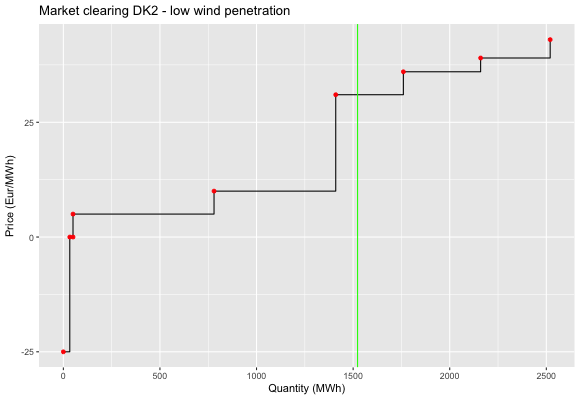 Market clearing DK2 - low wind penetration
Price (Eur/MWh)
25
0
-25
0 500 1000 1500 2000 2500
Quantity (MWh)